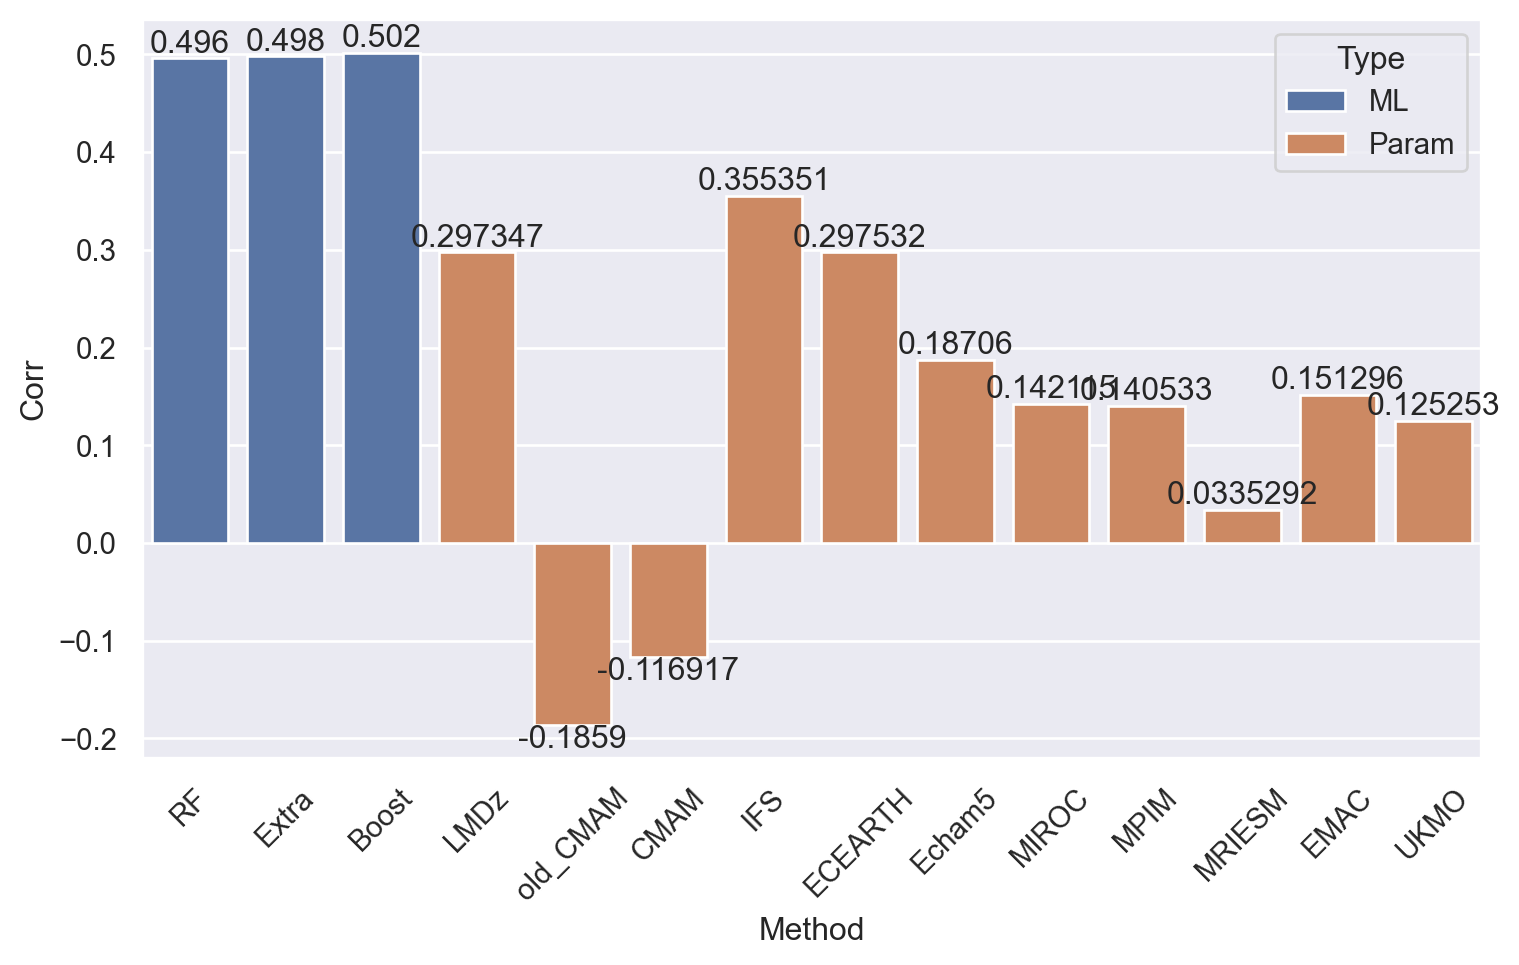 0.496
0.498
0.502
0.297347
-0.1859
-0.116917
0.355351
0.297532
0.18706
0.142115
0.140533
0.0335292
0.151296
0.125253
Type
ML
Param
0.5
0.4
0.3
0.2
0.1
0.0
−0.1
−0.2
Corr
RF
Extra
Boost
LMDz
old_CMAM
CMAM
IFS
ECEARTH
Echam5
MIROC
MPIM
MRIESM
EMAC
UKMO
Method